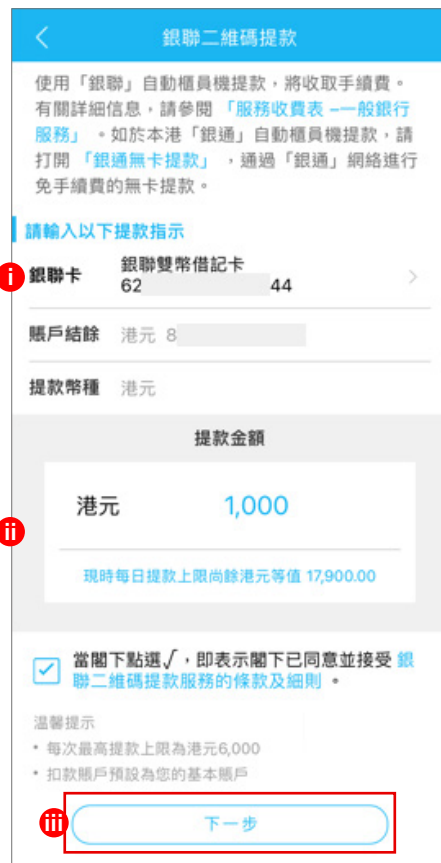 銀聯二維碼提款
使用「銀聯」自動櫃員機提款，將收取手續費。
有關詳細信息，請參閱 「服務收費表 –一般銀行
服務」 。如於本港「銀通」自動櫃員機提款，請
打開 「銀通無卡提款」 ，通過「銀通」網絡進行
免手續費的無卡提款。
請輸入以下提款指示
i 銀聯卡 銀聯雙幣借記卡
62 44
賬戶結餘 港元 8
提款幣種 港元
提款金額
ii 港元 1,000
現時每日提款上限尚餘港元等值 17,900.00
當閣下點選√，即表示閣下已同意並接受 銀
聯二維碼提款服務的條款及細則 。
溫馨提示
• 每次最高提款上限為港元6,000
• 扣款賬戶預設為您的基本賬戶
iii 下一步